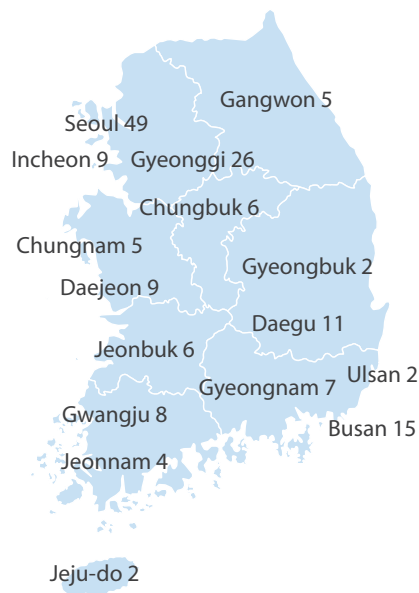 Gangwon 5
Seoul 49
Incheon 9
Gyeonggi 26
Chungbuk 6
Chungnam 5
Gyeongbuk 2
Daejeon 9
Daegu 11
Jeonbuk 6
Ulsan 2
Gyeongnam 7
Gwangju 8
Busan 15
Jeonnam 4
Jeju-do 2